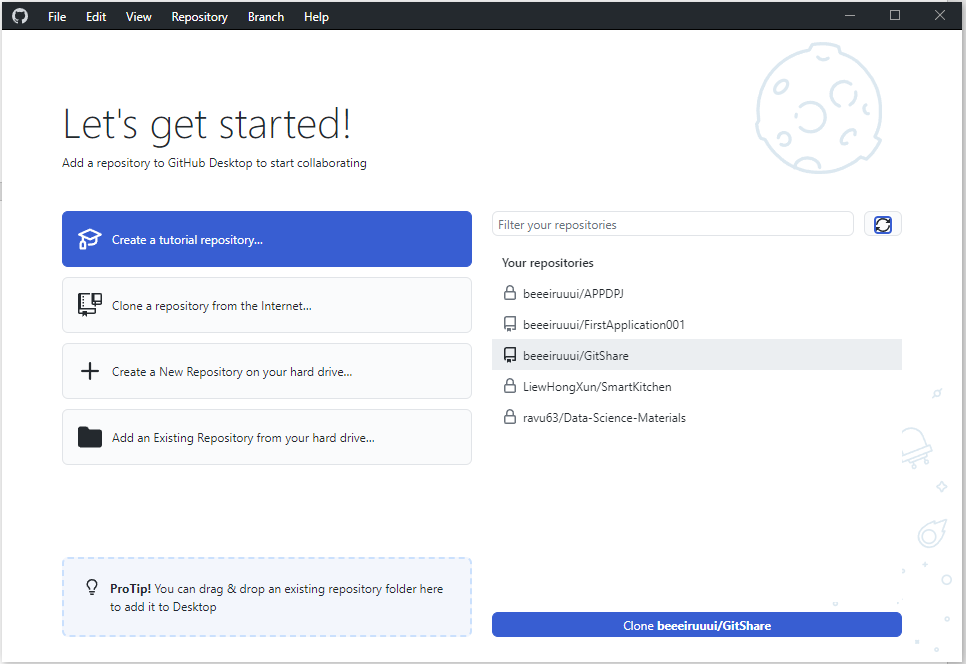 File Edit View Repository Branch Help
Let's get started!
Add a repository to GitHub Desktop to start collaborating
Create a tutorial repository...
Clone a repository from the Internet...
Create a New Repository on your hard drive...
Add an Existing Repository from your hard drive...
ProTip! You can drag & drop an existing repository folder here
to add it to Desktop
Filter your repositories
Your repositories
beeeiruuui/APPDPJ
beeeiruuui/FirstApplication001
beeeiruuui/GitShare
LiewHongXun/SmartKitchen
ravu63/Data-Science-Materials
Clone beeeiruuui/GitShare